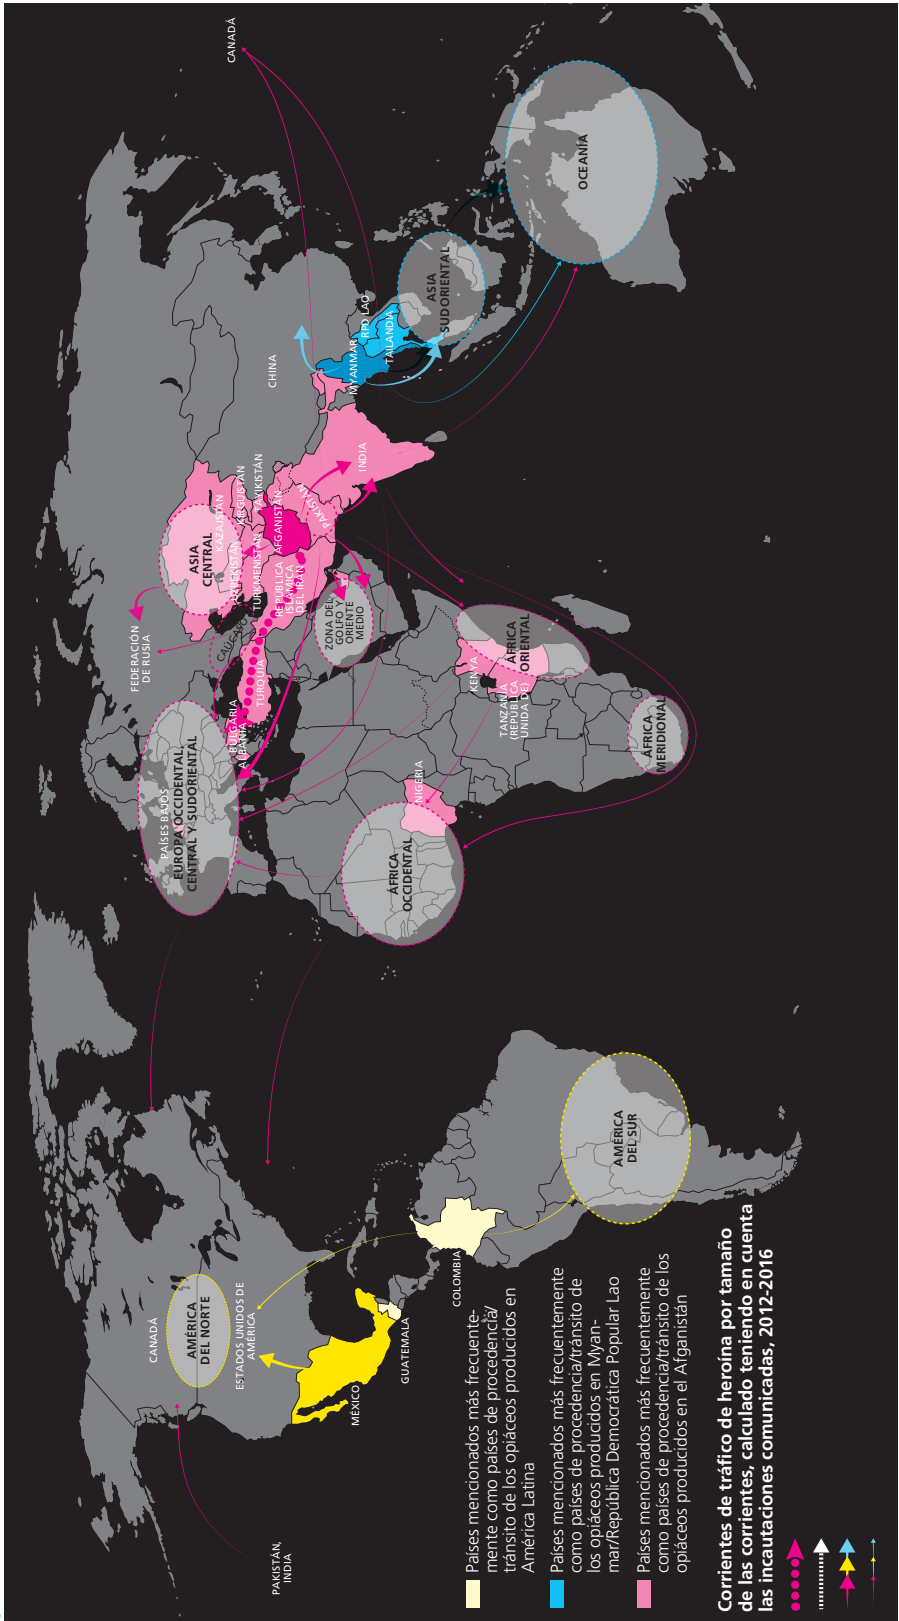 CANADÁ
AMÉRICA
DEL NORTE
ESTADOS UNIDOS DE
AMÉRICA
MÉXICO
GUATEMALA
COLOMBIA
AMÉRICA
DEL SUR
PAKISTÁN,
INDIA
PAÍSES BAJOS
EUROPA OCCIDENTAL,
CENTRAL Y SUDORIENTAL
BULGARIA
ALBANIA
TURQUÍA
CAÚCASO
FEDERACIÓN
DE RUSIA
ASIA
CENTRAL
KAZAJSTÁN
UZBEKISTÁN
KIRGUISTÁN
TURKMENISTÁN
TAYIKISTÁN
REPÚBLICA
ISLÁMICA
DEL IRÁN
AFGANISTÁN
PAKISTÁN
INDIA
ZONA DEL
GOLFO Y
ORIENTE
MEDIO
ÁFRICA
OCCIDENTAL
NIGERIA
KENYA
TANZANÍA
(REPÚBLICA
UNIDA DE)
ÁFRICA
ORIENTAL
ÁFRICA
MERIDIONAL
CHINA
MYANMAR
RPD LAO
TAILANDIA
ASIA
SUDORIENTAL
OCEANÍA
CANADÁ
Países mencionados más frecuente-
mente como países de procedencia/
tránsito de los opiáceos producidos en
América Latina
Países mencionados más frecuentemente
como países de procedencia/tránsito de
los opiáceos producidos en Myan-
mar/República Democrática Popular Lao
Países mencionados más frecuentemente
como países de procedencia/tránsito de los
opiáceos producidos en el Afganistán
Corrientes de tráfico de heroína por tamaño
de las corrientes, calculado teniendo en cuenta
las incautaciones comunicadas, 2012-2016